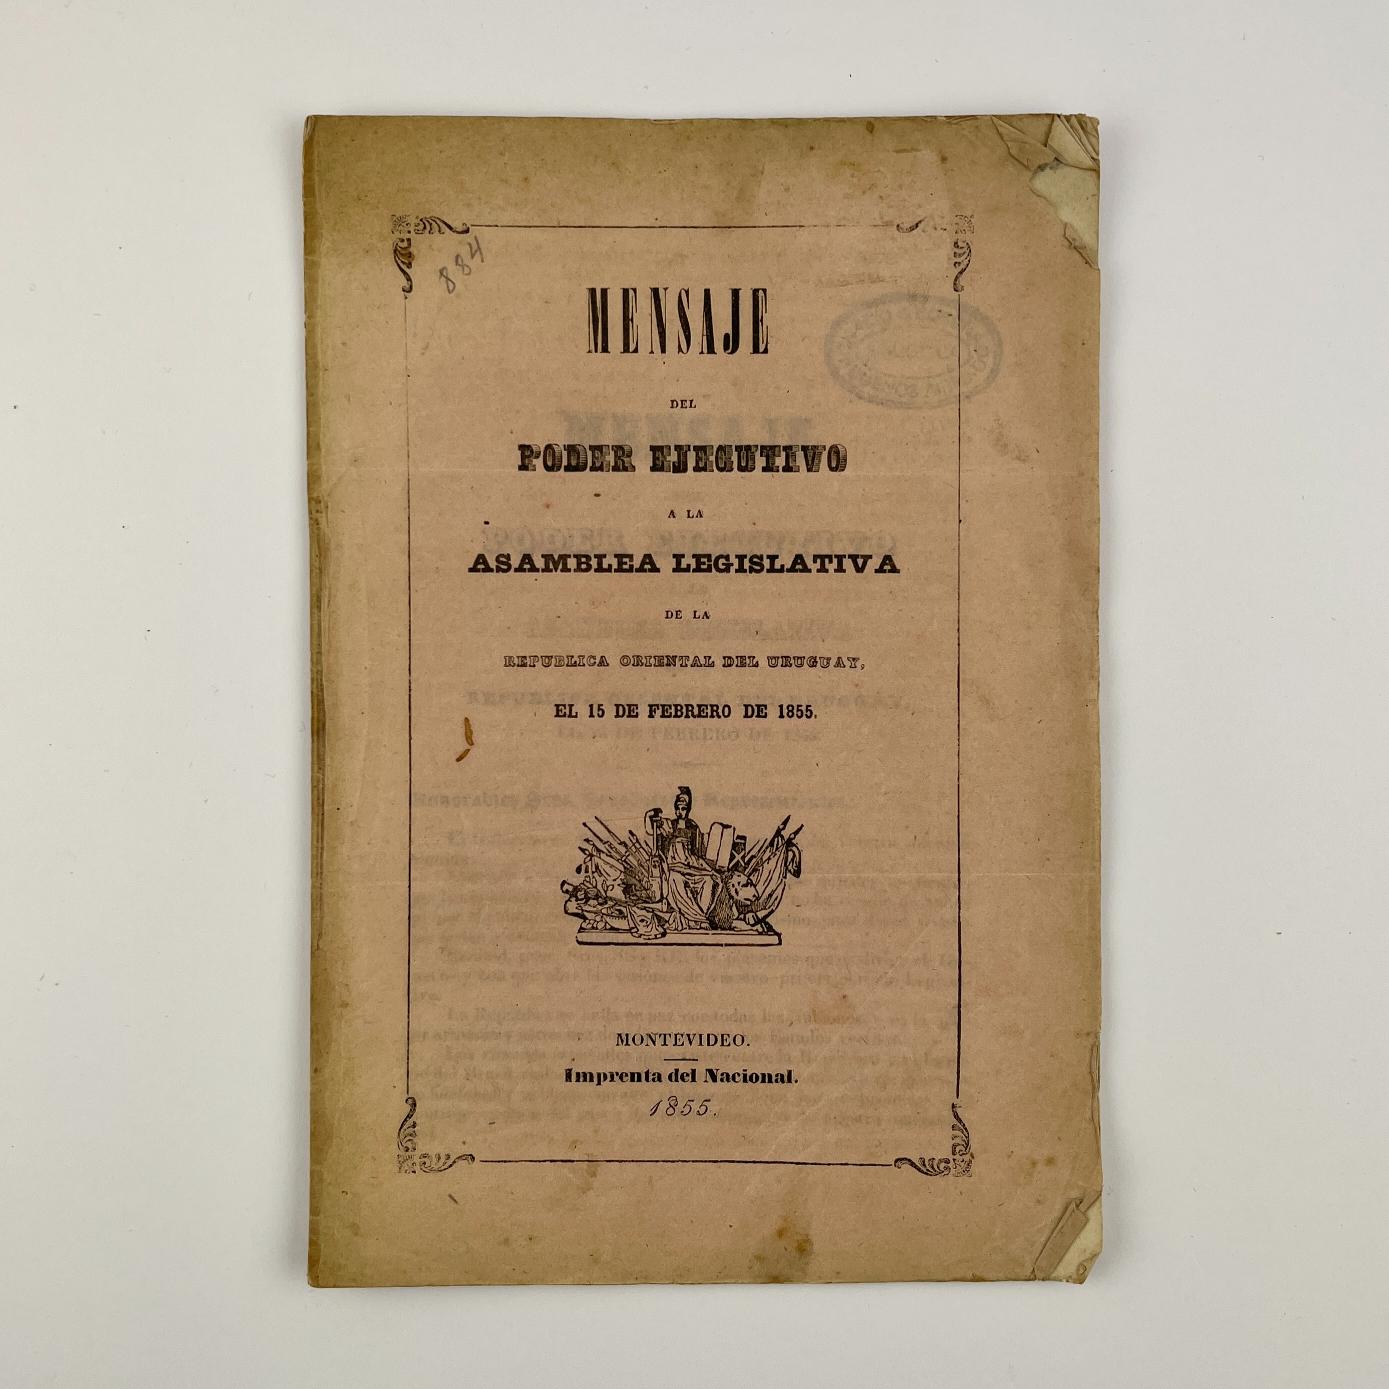 884
MENSAJE
DEL
PODER EJECUTIVO
A LA
ASAMBLEA LEGISLATIVA
DE LA
REPUBLICA ORIENTAL DEL URUGUAY,
EL 15 DE FEBRERO DE 1855.
MONTEVIDEO.
Imprenta del Nacional.
1855.